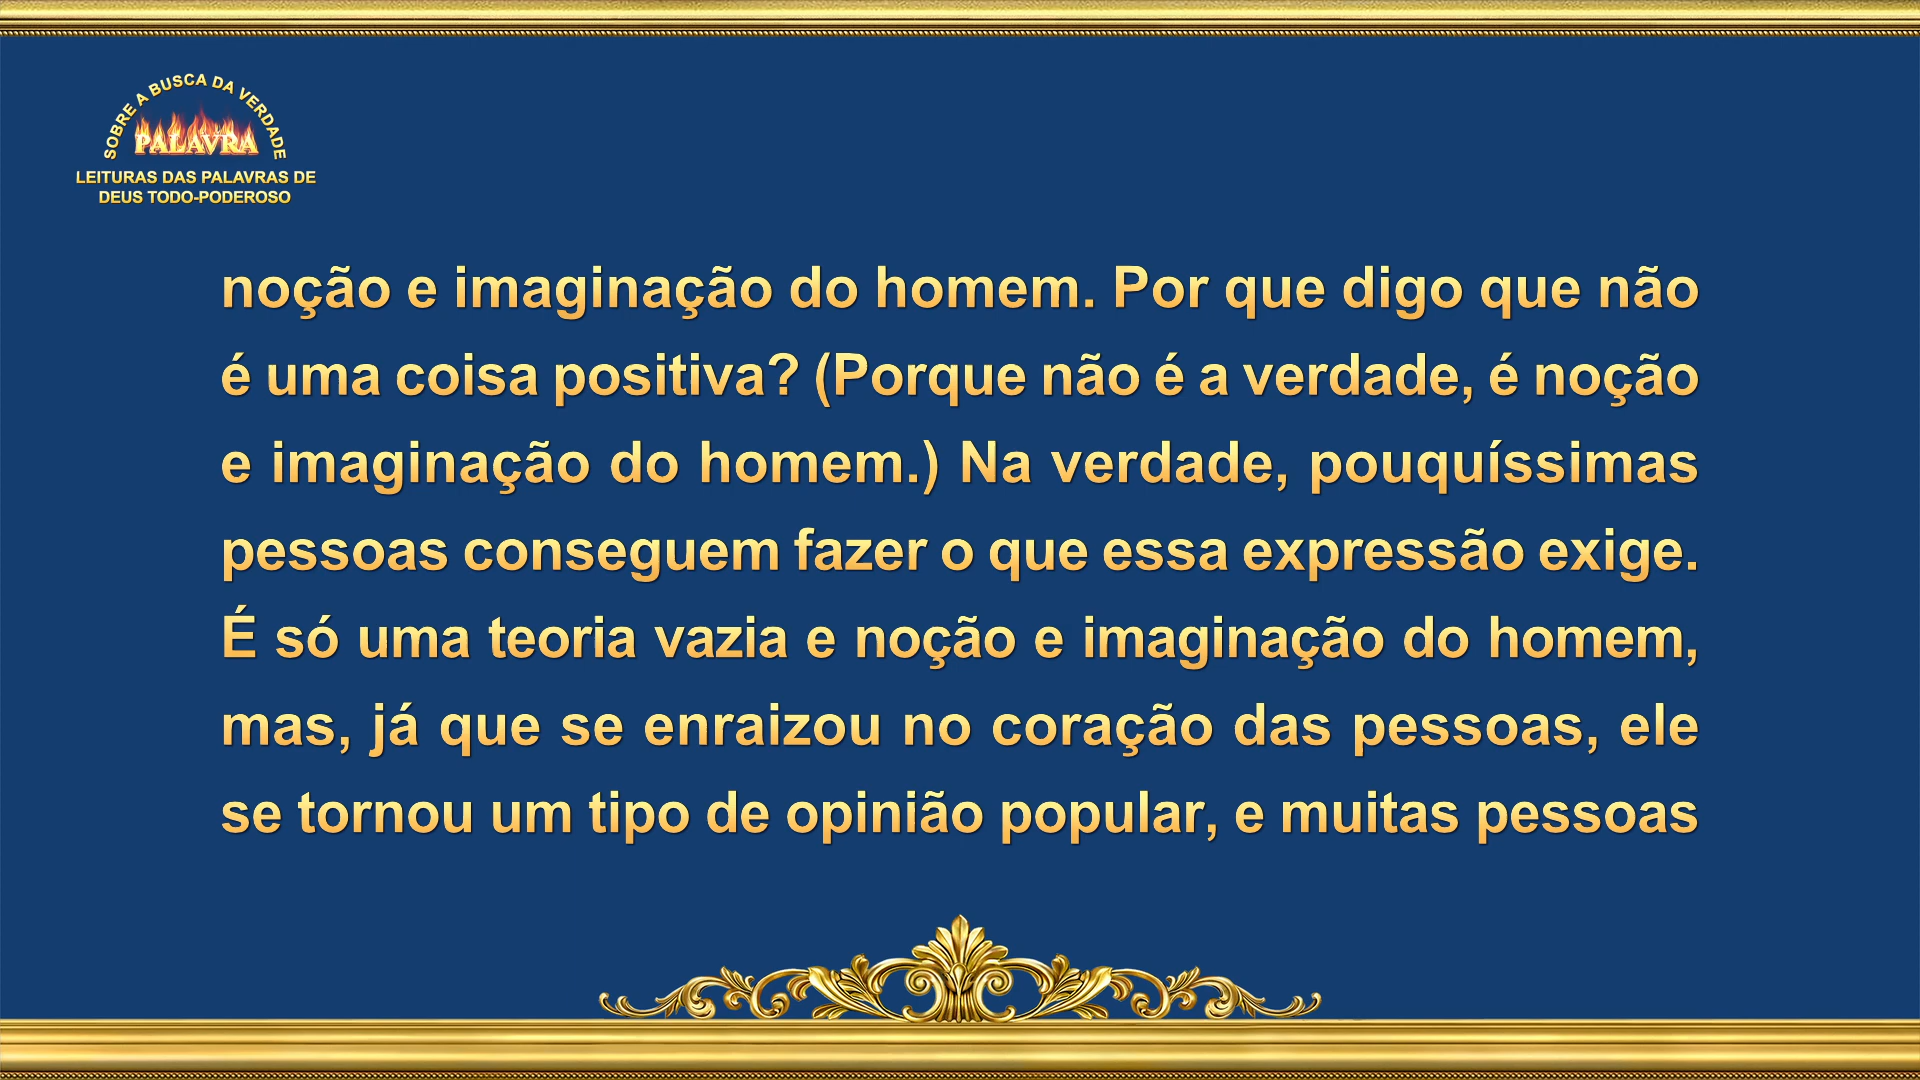 SOBRE A BUSCA DA VERDADE
PALAVRA
LEITURAS DAS PALAVRAS DE
DEUS TODO-PODEROSO
noção e imaginação do homem. Por que digo que não
é uma coisa positiva? (Porque não é a verdade, é noção
e imaginação do homem.) Na verdade, pouquíssimas
pessoas conseguem fazer o que essa expressão exige.
É só uma teoria vazia e noção e imaginação do homem,
mas, já que se enraizou no coração das pessoas, ele
se tornou um tipo de opinião popular, e muitas pessoas